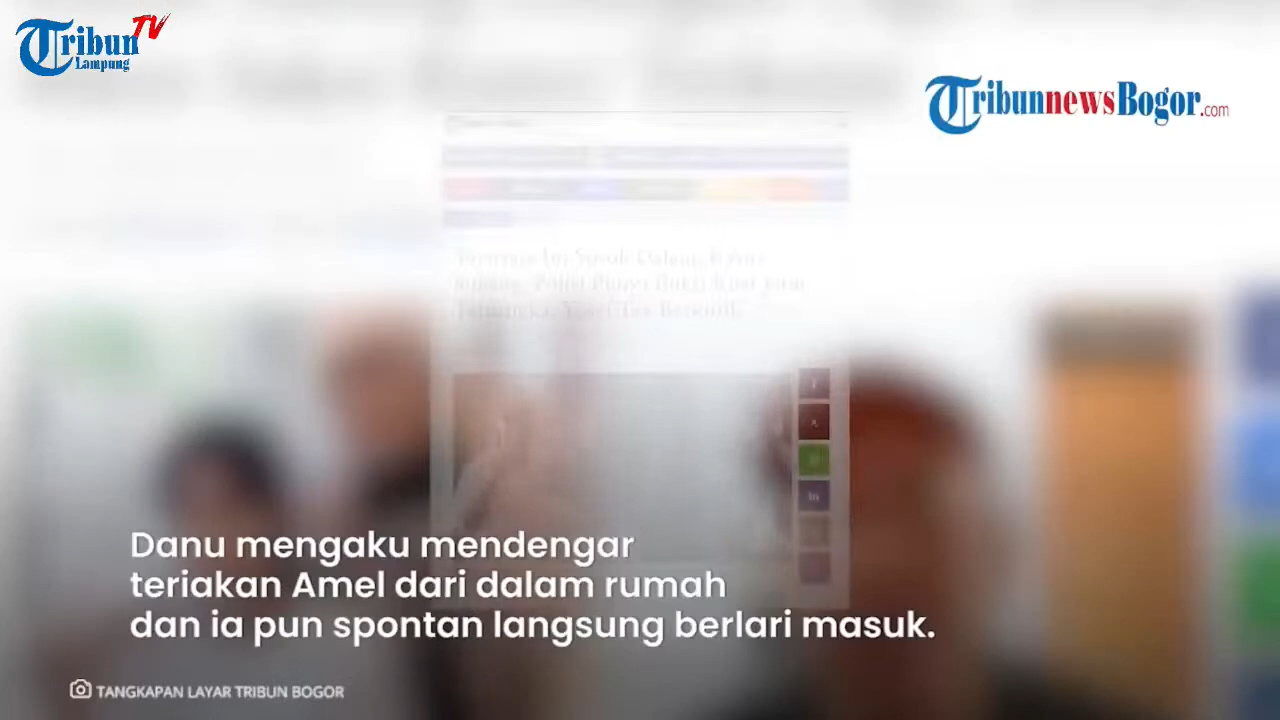 Tribun TV
Lampung
TribunnewsBogor.com
Danu mengaku mendengar
teriakan Amel dari dalam rumah
dan ia pun spontan langsung berlari masuk.
TANGKAPAN LAYAR TRIBUN BOGOR